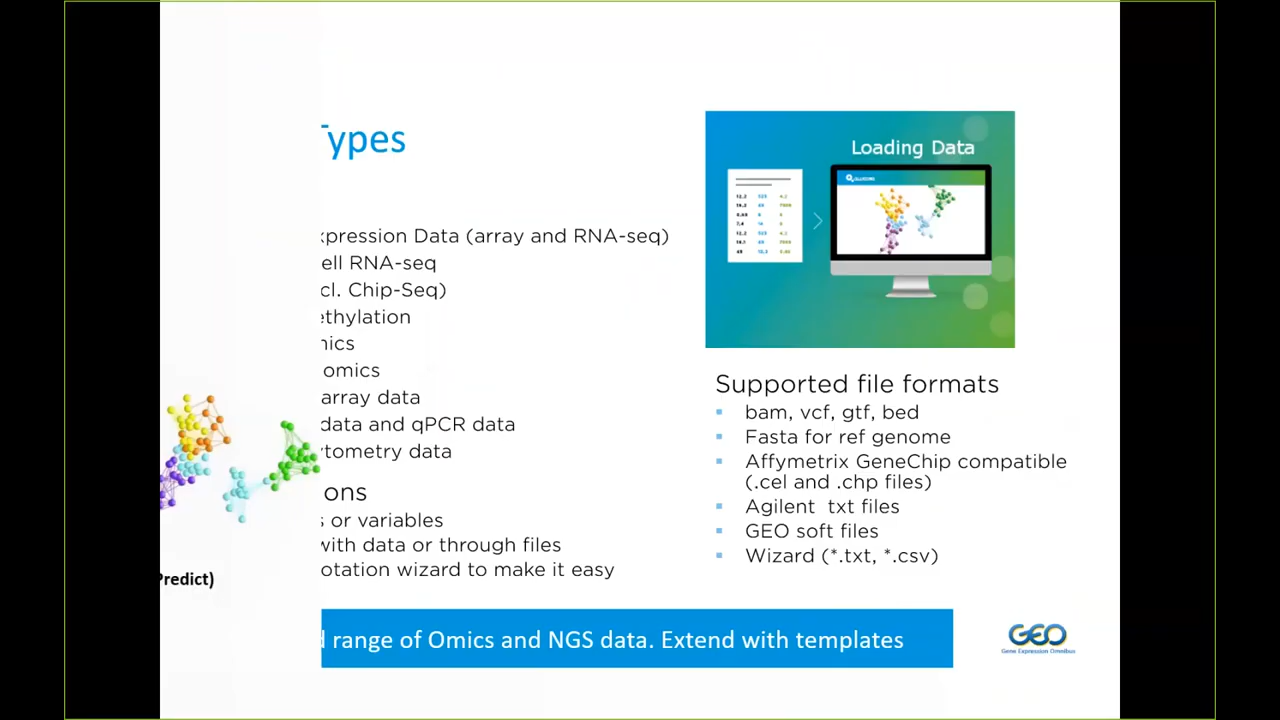 Types
xpression Data (array and RNA-seq)
ell RNA-seq
cl. Chip-Seq)
ethylation
nics
omics
array data
data and qPCR data
ytometry data
ons
s or variables
with data or through files
otation wizard to make it easy
Predict)
Loading Data
Supported file formats
bam, vcf, gtf, bed
Fasta for ref genome
Affymetrix GeneChip compatible
(.cel and .chp files)
Agilent txt files
GEO soft files
Wizard (*.txt, *.csv)
d range of Omics and NGS data. Extend with templates
GEO
Gene Expression Omnibus